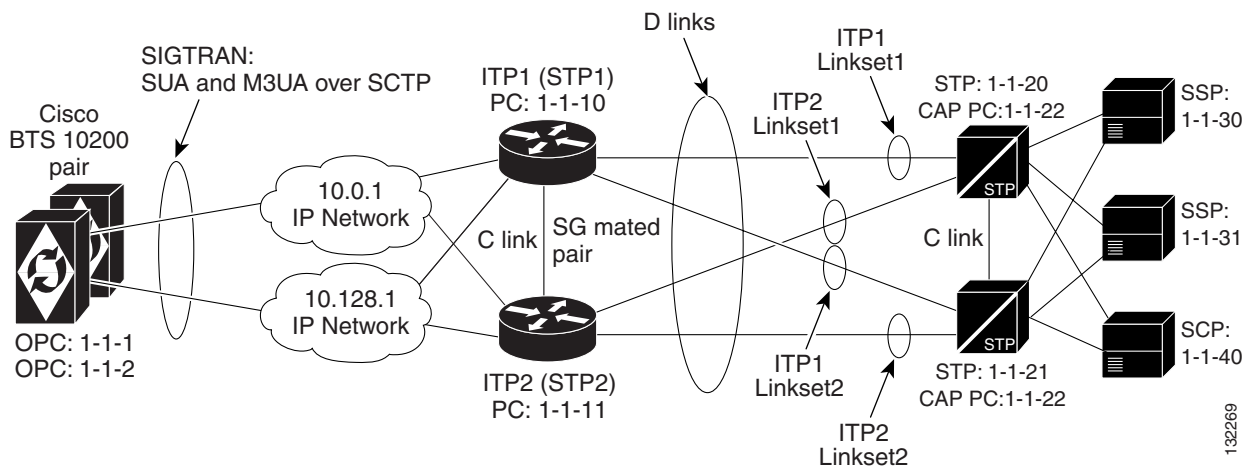 D links
SIGTRAN:
SUA and M3UA over SCTP
ITP1
Linkset1
ITP1 (STP1)
PC: 1-1-10
ITP2
Linkset1
STP: 1-1-20
CAP PC:1-1-22
SSP:
1-1-30
Cisco
BTS 10200
pair
10.0.1
IP Network
STP
C link
SG mated
pair
C link
SSP:
1-1-31
10.128.1
IP Network
STP
SCP:
1-1-40
OPC: 1-1-1
OPC: 1-1-2
ITP2 (STP2)
PC: 1-1-11
ITP1
Linkset2
STP: 1-1-21
CAP PC:1-1-22
ITP2
Linkset2
132269